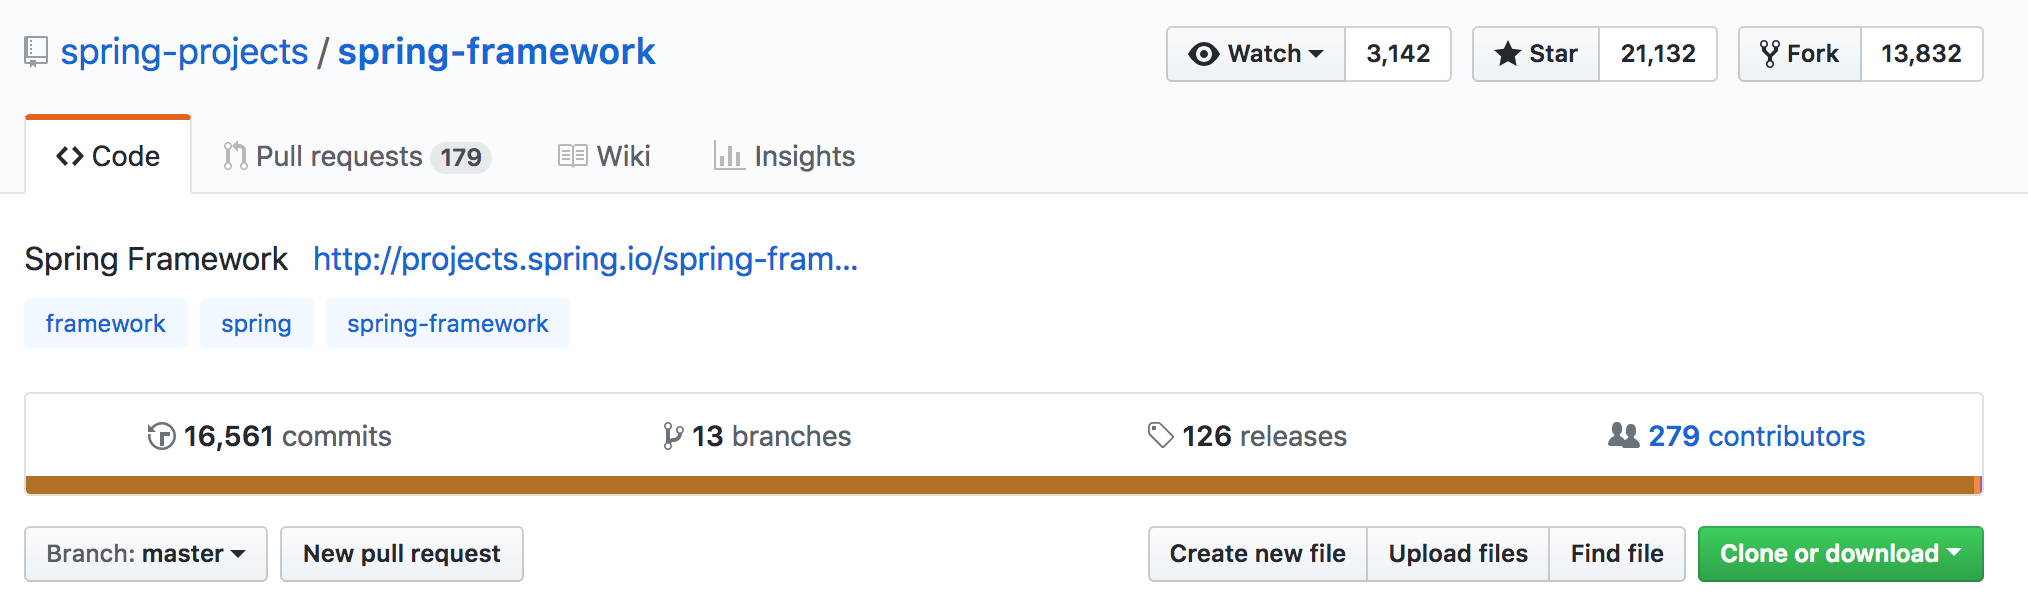 spring-projects / spring-framework
Watch 3,142 Star 21,132 Fork 13,832
Code Pull requests 179 Wiki Insights
Spring Framework http://projects.spring.io/spring-fram...
framework spring spring-framework
16,561 commits 13 branches 126 releases 279 contributors
Branch: master New pull request Create new file Upload files Find file Clone or download